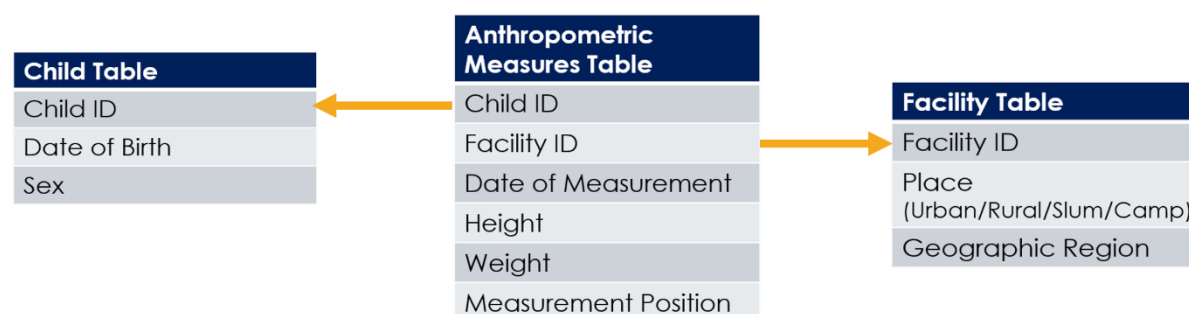 Child Table
Child ID
Date of Birth
Sex
Anthropometric
Measures Table
Child ID
Facility ID
Date of Measurement
Height
Weight
Measurement Position
Facility Table
Facility ID
Place
(Urban/Rural/Slum/Camp)
Geographic Region